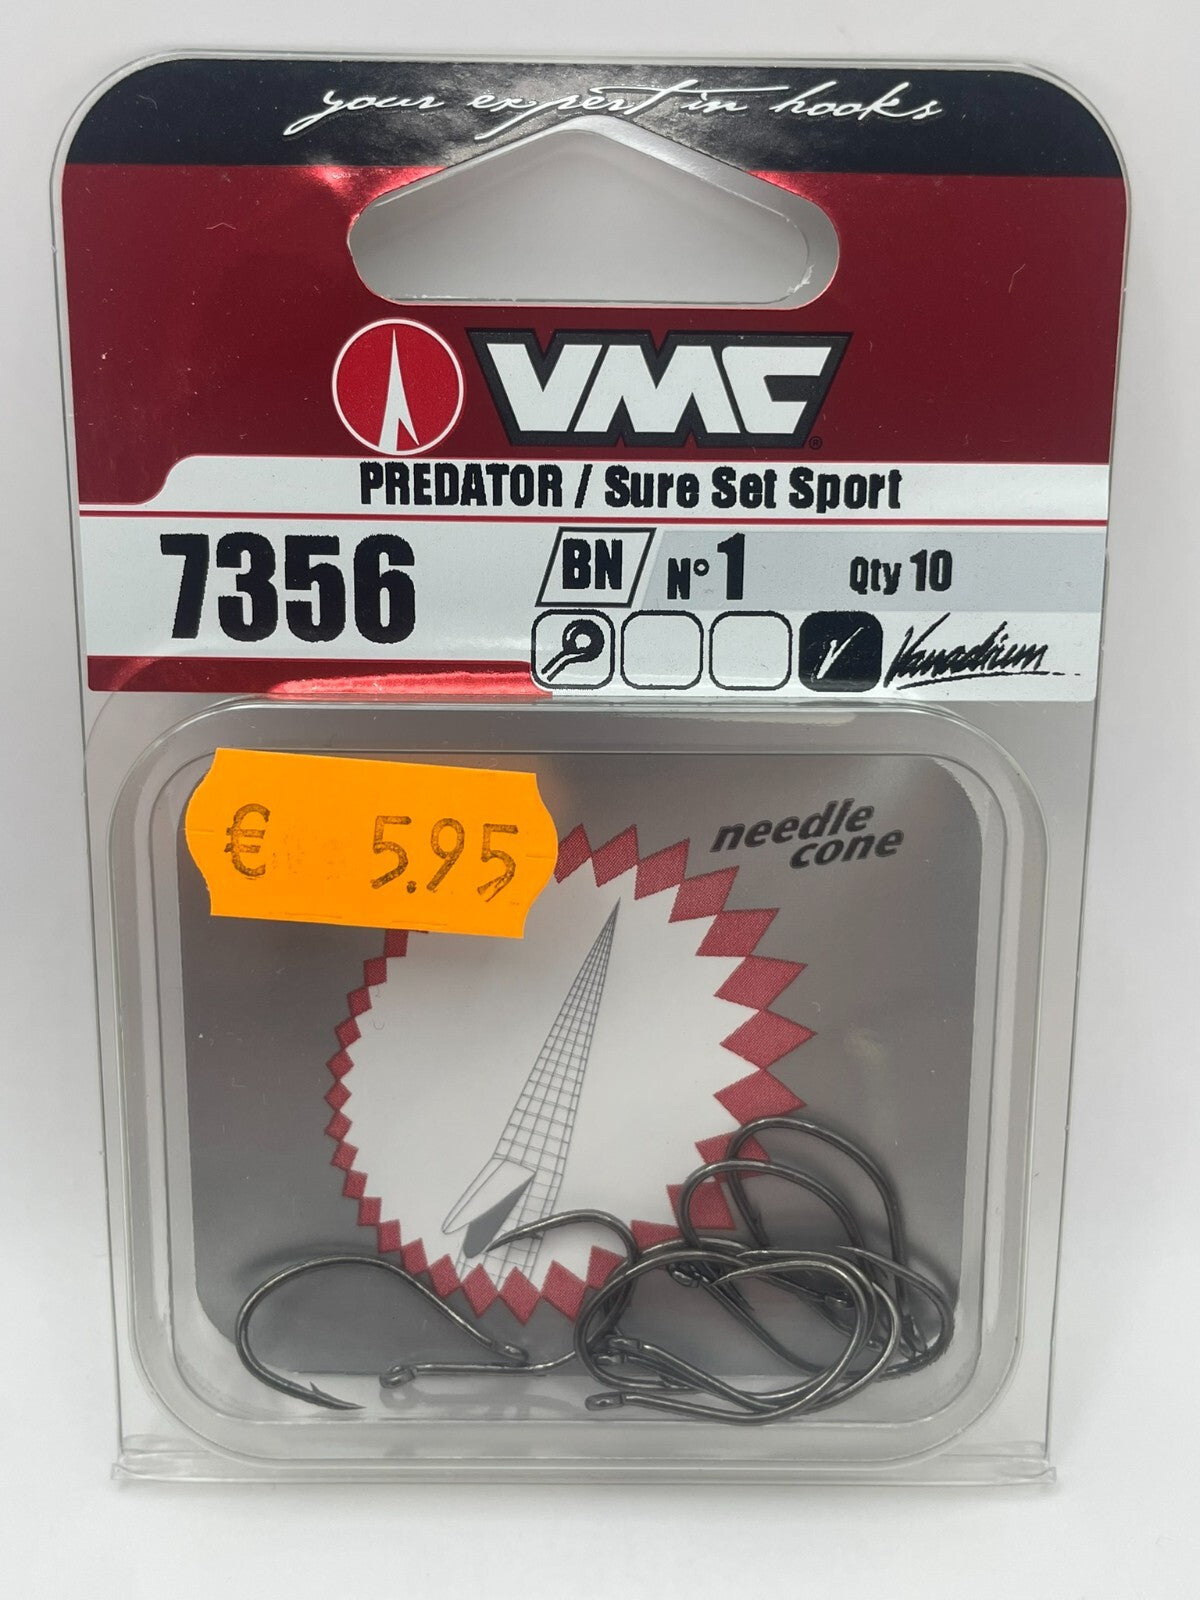 your expert in hooks
VMC®
PREDATOR / Sure Set Sport
7356
BN N° 1 Qty 10
V Vanadium
needle
cone
€ 5.95